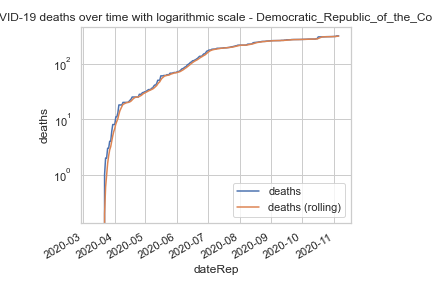 VID-19 deaths over time with logarithmic scale - Democratic_Republic_of_the_Co
10²
10¹
10⁰
deaths
deaths
deaths (rolling)
2020-03
2020-04
2020-05
2020-06
2020-07
2020-08
2020-09
2020-10
2020-11
dateRep